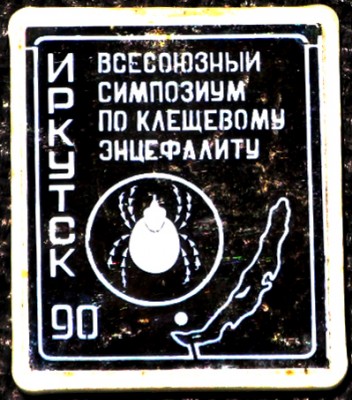 ИРКУТСК
90
ВСЕСОЮЗНЫЙ
СИМПОЗИУМ
ПО КЛЕЩЕВОМУ
ЭНЦЕФАЛИТУ